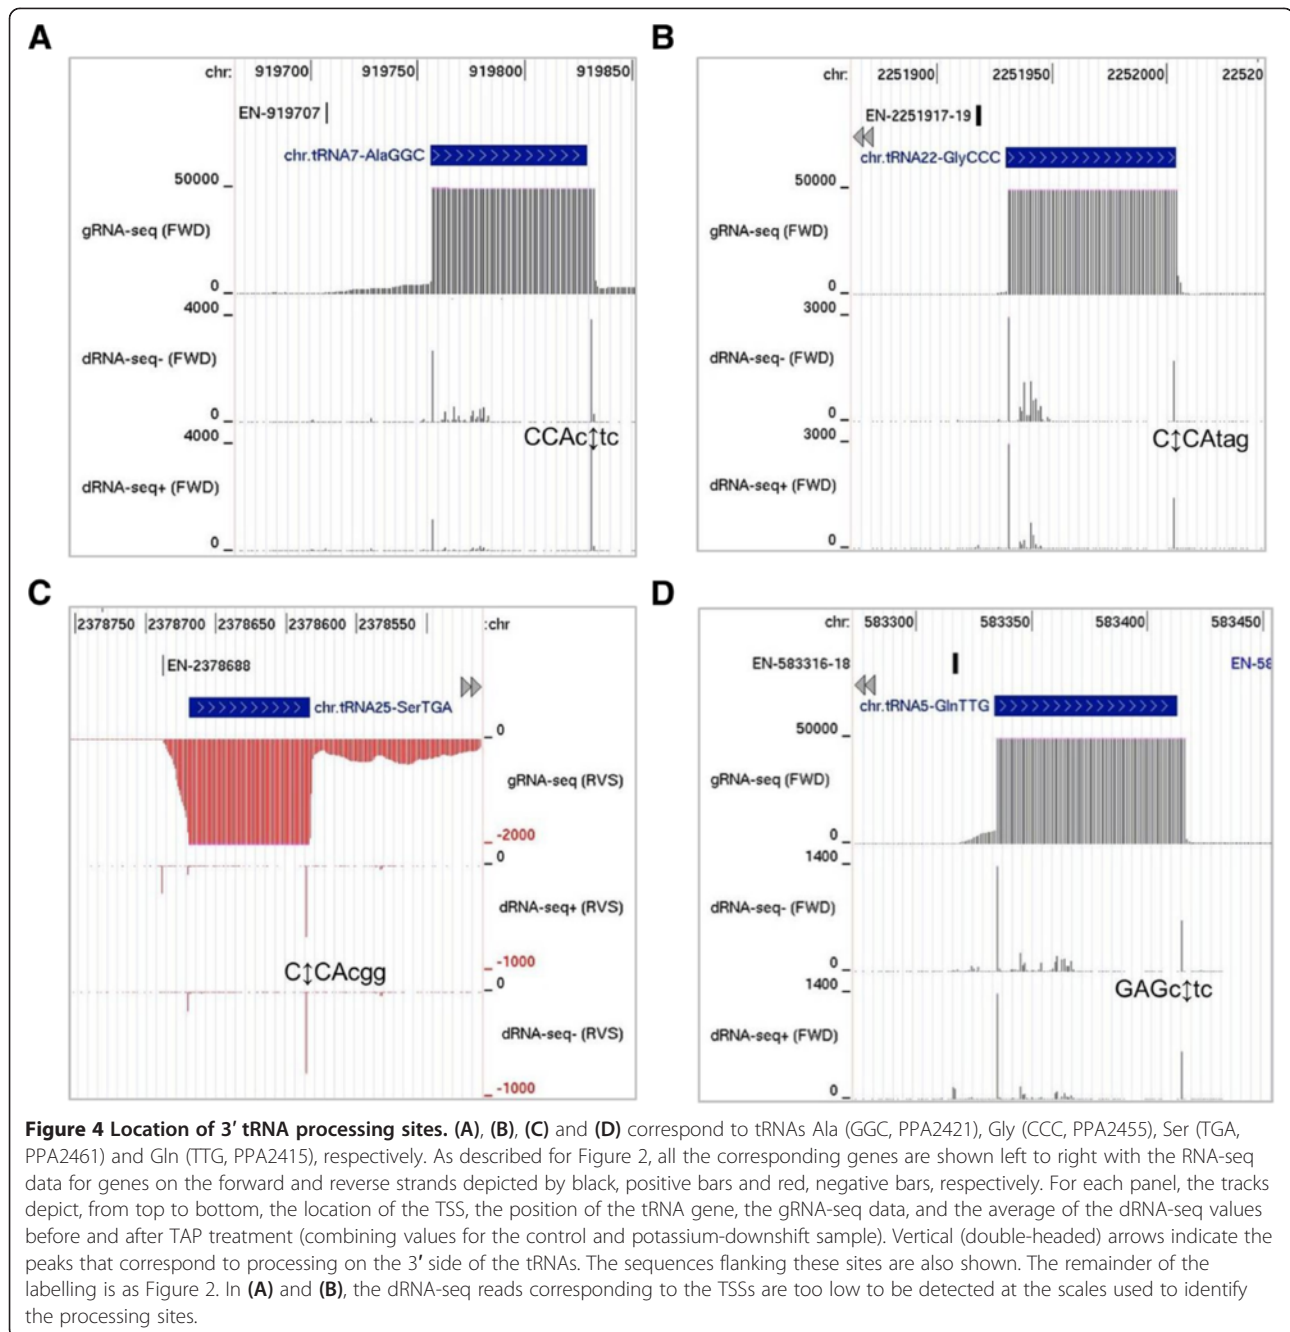 A
chr: 919700 919750 919800 919850
EN-919707
chr.tRNA7-AlaGGC
50000
gRNA-seq (FWD)
0
4000
dRNA-seq- (FWD)
0
CCAc↕tc
4000
dRNA-seq+ (FWD)
0
B
chr: 2251900 2251950 2252000 22520
EN-2251917-19
chr.tRNA22-GlyCCC
50000
gRNA-seq (FWD)
0
3000
dRNA-seq- (FWD)
0
C↕CAtag
3000
dRNA-seq+ (FWD)
0
C
2378750 2378700 2378650 2378600 2378550 :chr
EN-2378688
chr.tRNA25-SerTGA
0
gRNA-seq (RVS)
-2000
0
dRNA-seq+ (RVS)
C↕CAcgg
-1000
0
dRNA-seq- (RVS)
-1000
D
chr: 583300 583350 583400 583450
EN-583316-18 EN-58
chr.tRNA5-GlnTTG
50000
gRNA-seq (FWD)
0
1400
dRNA-seq- (FWD)
0
GAGc↕tc
1400
dRNA-seq+ (FWD)
0
Figure 4 Location of 3′ tRNA processing sites. (A), (B), (C) and (D) correspond to tRNAs Ala (GGC, PPA2421), Gly (CCC, PPA2455), Ser (TGA,
PPA2461) and Gln (TTG, PPA2415), respectively. As described for Figure 2, all the corresponding genes are shown left to right with the RNA-seq
data for genes on the forward and reverse strands depicted by black, positive bars and red, negative bars, respectively. For each panel, the tracks
depict, from top to bottom, the location of the TSS, the position of the tRNA gene, the gRNA-seq data, and the average of the dRNA-seq values
before and after TAP treatment (combining values for the control and potassium-downshift sample). Vertical (double-headed) arrows indicate the
peaks that correspond to processing on the 3′ side of the tRNAs. The sequences flanking these sites are also shown. The remainder of the
labelling is as Figure 2. In (A) and (B), the dRNA-seq reads corresponding to the TSSs are too low to be detected at the scales used to identify
the processing sites.